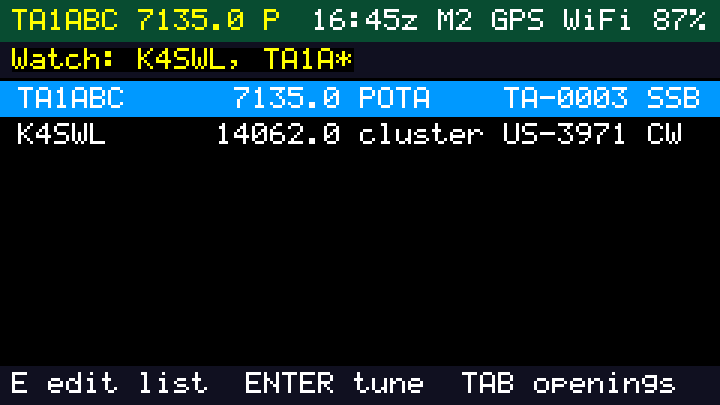 TA1ABC 7135.0 P 16:45z M2 GPS WiFi 87%
Watch: K4SWL, TA1A*
TA1ABC 7135.0 POTA TA-0003 SSB
K4SWL 14062.0 cluster US-3971 CW
E edit list ENTER tune TAB openings